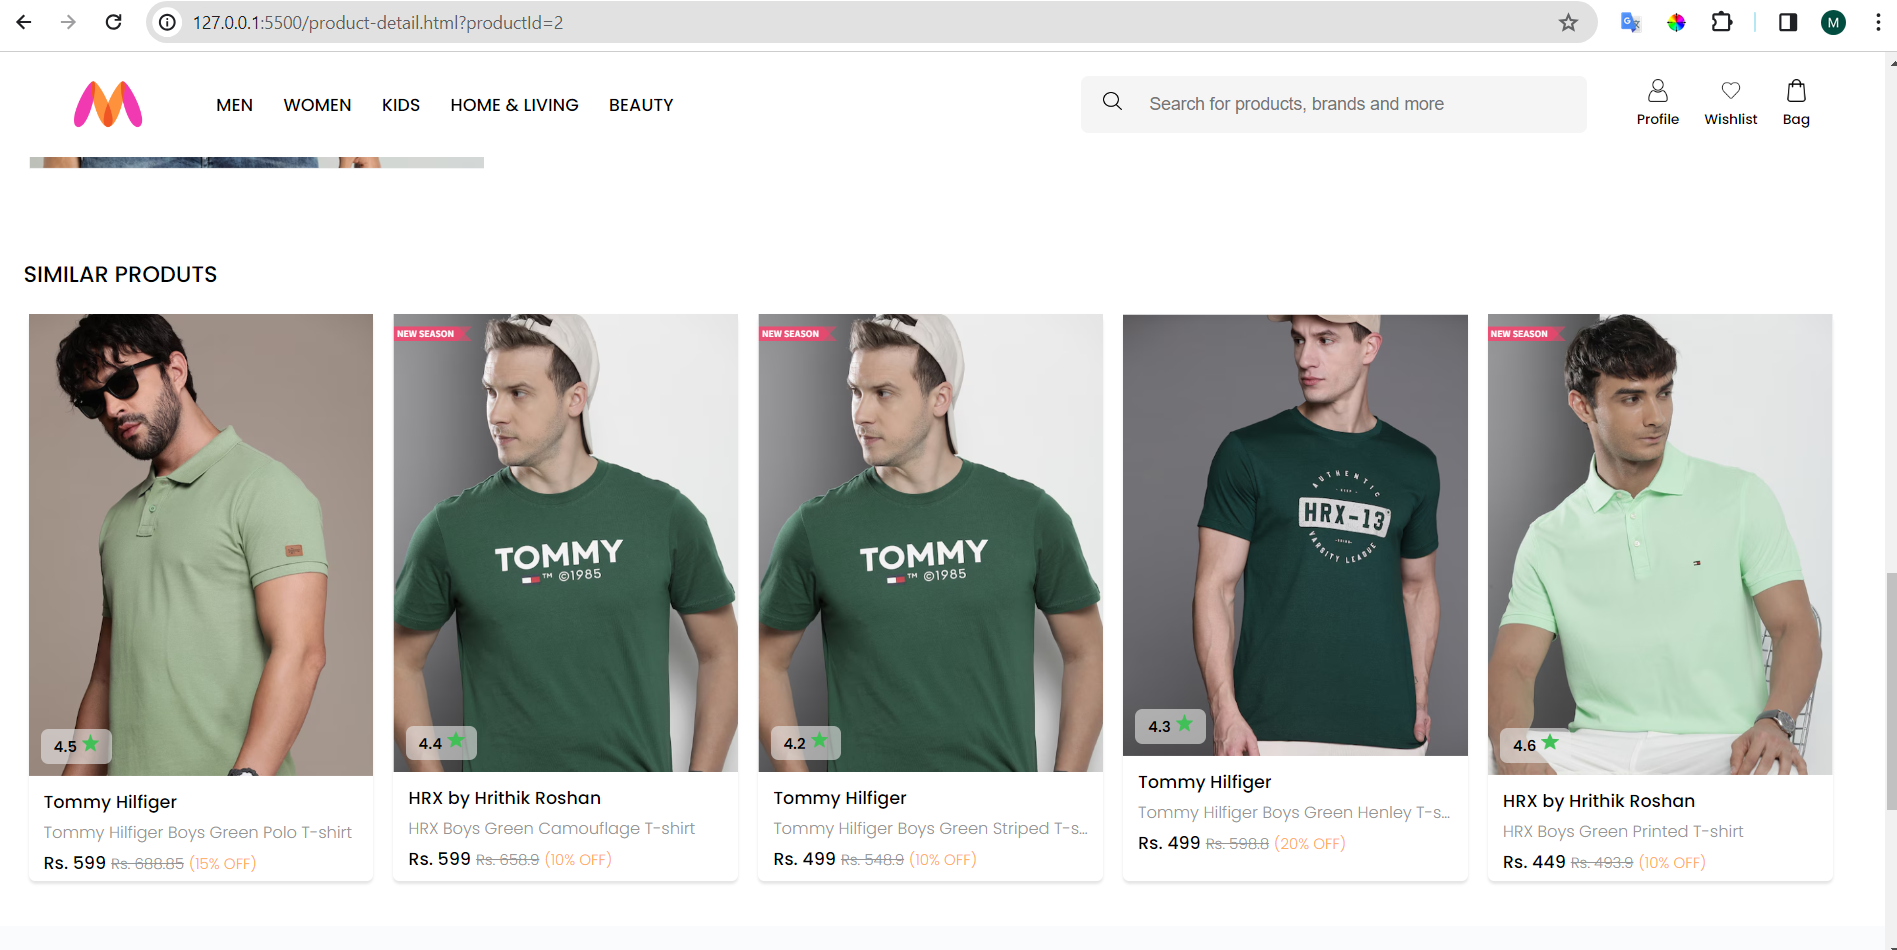 127.0.0.1:5500/product-detail.html?productId=2
M
MEN WOMEN KIDS HOME & LIVING BEAUTY
Search for products, brands and more
Profile Wishlist Bag
SIMILAR PRODUTS
4.5
Tommy Hilfiger
Tommy Hilfiger Boys Green Polo T-shirt
Rs. 599 Rs. 688.85 (15% OFF)
NEW SEASON
TOMMY
™ ©1985
4.4
HRX by Hrithik Roshan
HRX Boys Green Camouflage T-shirt
Rs. 599 Rs. 658.9 (10% OFF)
NEW SEASON
TOMMY
™ ©1985
4.2
Tommy Hilfiger
Tommy Hilfiger Boys Green Striped T-s...
Rs. 499 Rs. 548.9 (10% OFF)
AUTHENTIC
HRX-13
VARSITY LEAGUE
4.3
Tommy Hilfiger
Tommy Hilfiger Boys Green Henley T-s...
Rs. 499 Rs. 598.8 (20% OFF)
NEW SEASON
4.6
HRX by Hrithik Roshan
HRX Boys Green Printed T-shirt
Rs. 449 Rs. 493.9 (10% OFF)